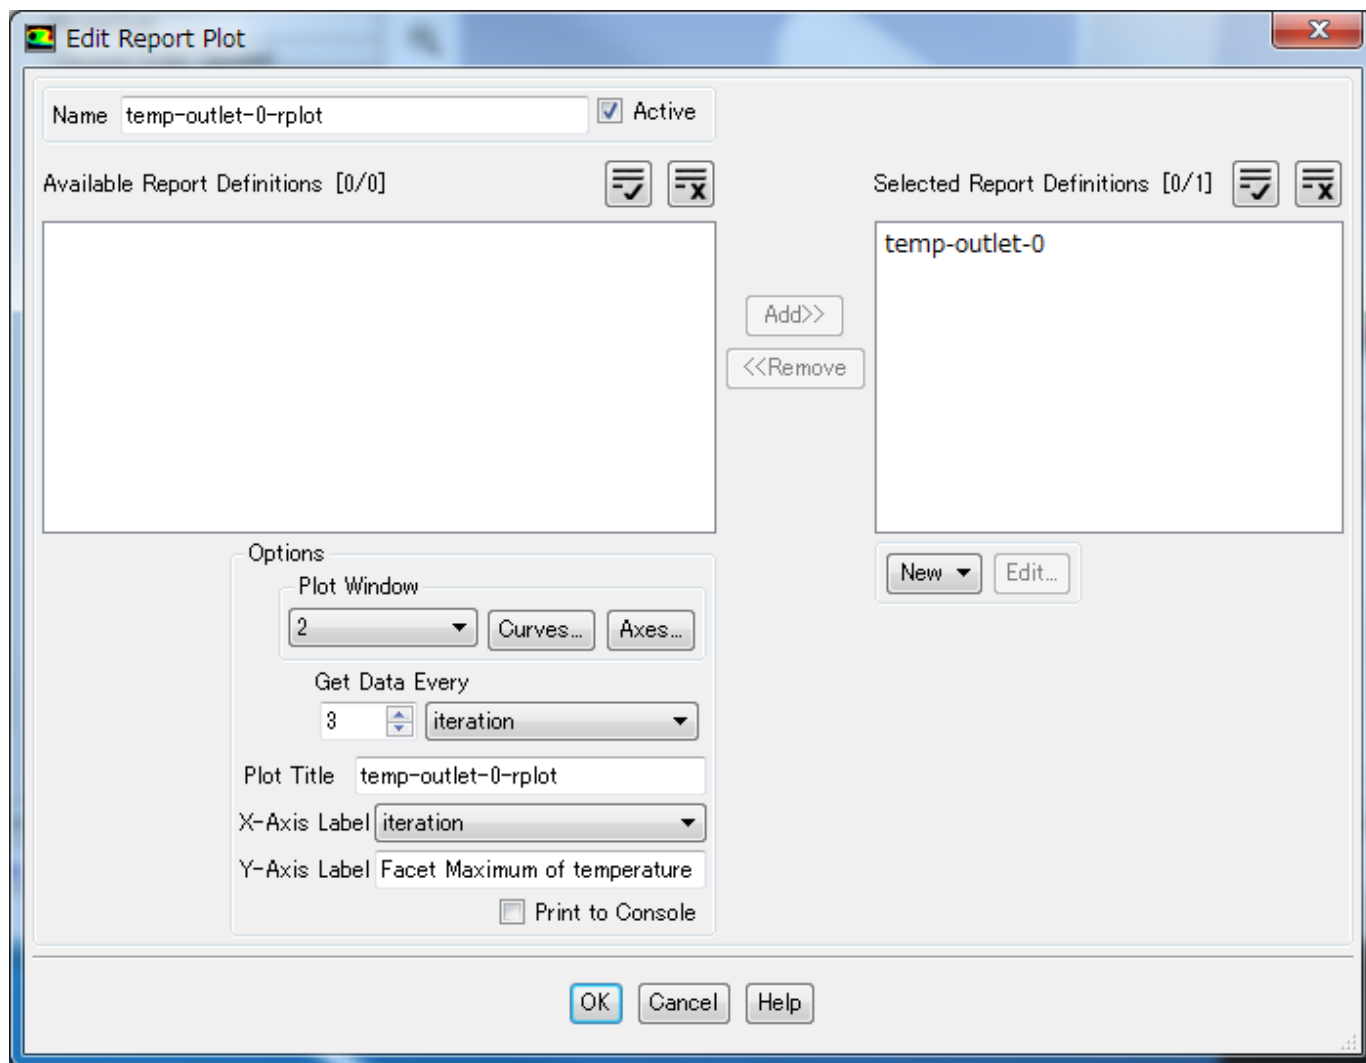 Edit Report Plot
x
Name temp-outlet-0-rplot Active
Available Report Definitions [0/0]
Selected Report Definitions [0/1]
temp-outlet-0
Add>>
<<Remove
Options
Plot Window
2 Curves... Axes...
New Edit...
Get Data Every
3 iteration
Plot Title temp-outlet-0-rplot
X-Axis Label iteration
Y-Axis Label Facet Maximum of temperature
Print to Console
OK Cancel Help